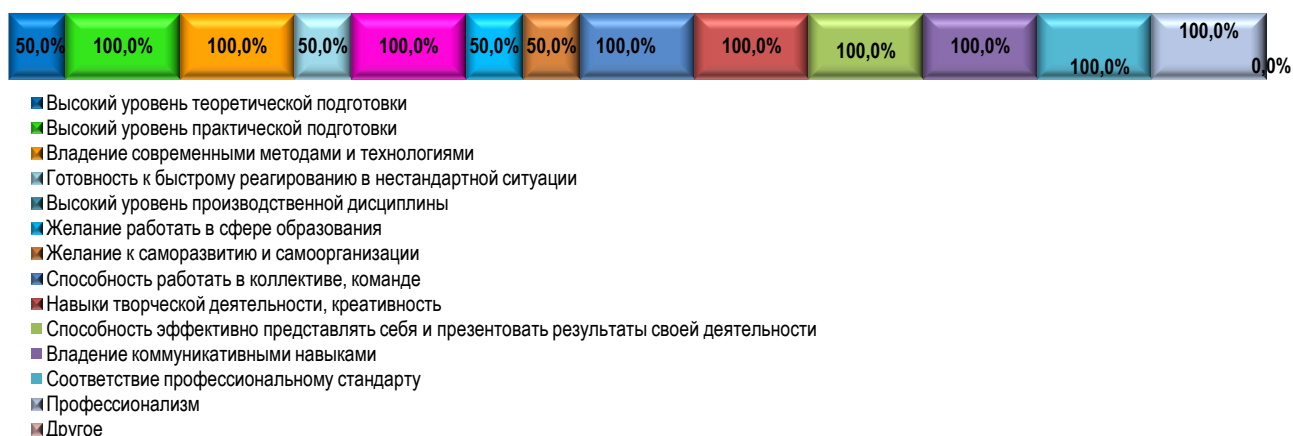 50,0% 100,0% 100,0% 50,0% 100,0% 50,0% 50,0% 100,0% 100,0% 100,0% 100,0% 100,0% 100,0% 0,0%
Высокий уровень теоретической подготовки
Высокий уровень практической подготовки
Владение современными методами и технологиями
Готовность к быстрому реагированию в нестандартной ситуации
Высокий уровень производственной дисциплины
Желание работать в сфере образования
Желание к саморазвитию и самоорганизации
Способность работать в коллективе, команде
Навыки творческой деятельности, креативность
Способность эффективно представлять себя и презентовать результаты своей деятельности
Владение коммуникативными навыками
Соответствие профессиональному стандарту
Профессионализм
Другое